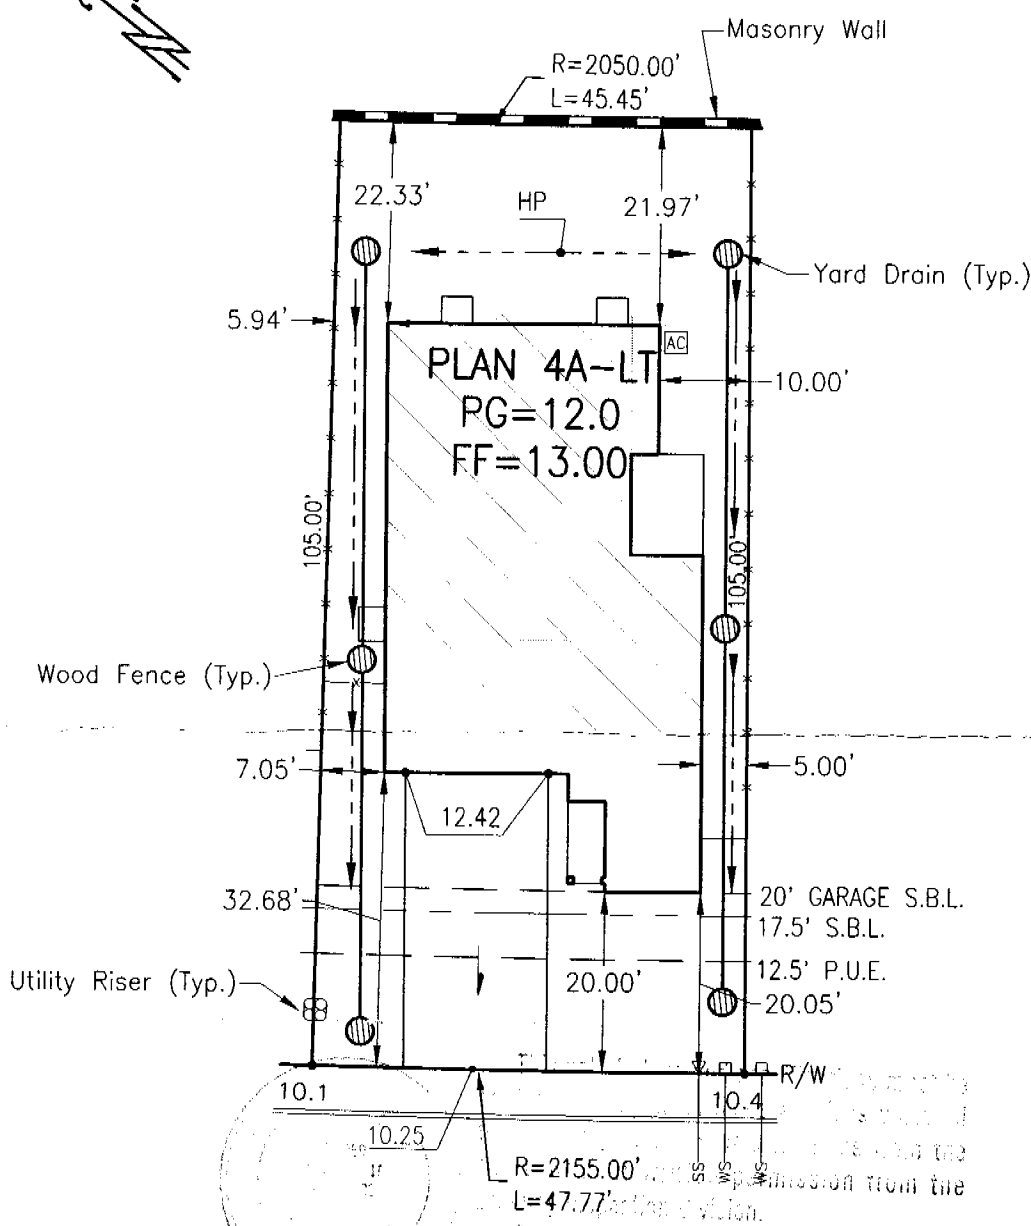 Masonry Wall
R=2050.00'
L=45.45'
22.33'
HP
21.97'
Yard Drain (Typ.)
5.94'
AC
PLAN 4A-LT
PG=12.0
FF=13.00
10.00'
105.00'
105.00'
Wood Fence (Typ.)
7.05'
5.00'
12.42
32.68'
20' GARAGE S.B.L.
17.5' S.B.L.
12.5' P.U.E.
Utility Riser (Typ.)
20.00'
20.05'
R/W
10.1
10.4
10.25
SS
WS
WS
R=2155.00'
L=47.77'
the
permission from the